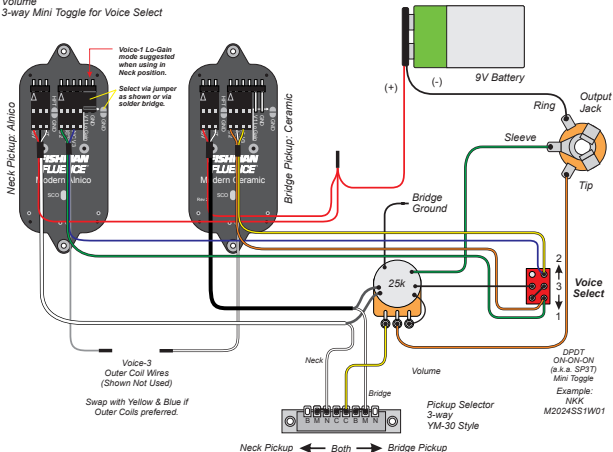 Volume
3-way Mini Toggle for Voice Select
Voice-1 Lo-Gain
mode suggested
when using in
Neck position.
Select via jumper
as shown or via
solder bridge.
Neck Pickup: Alnico
Bridge Pickup: Ceramic
FISHMAN
FLUENCE
Modern Alnico
SCO
FISHMAN
FLUENCE
Modern Ceramic
SCO
9V Battery
(+)
(-)
Output
Jack
Ring
Sleeve
Tip
Bridge
Ground
25k
2
3
1
Voice
Select
Voice-3
Outer Coil Wires
(Shown Not Used)
Swap with Yellow & Blue if
Outer Coils preferred.
Neck
Bridge
Volume
DPDT
ON-ON-ON
(a.k.a. SP3T)
Mini Toggle
Example:
NKK
M2024SS1W01
Pickup Selector
3-way
YM-30 Style
B M N C C B M N
Neck Pickup Both Bridge Pickup